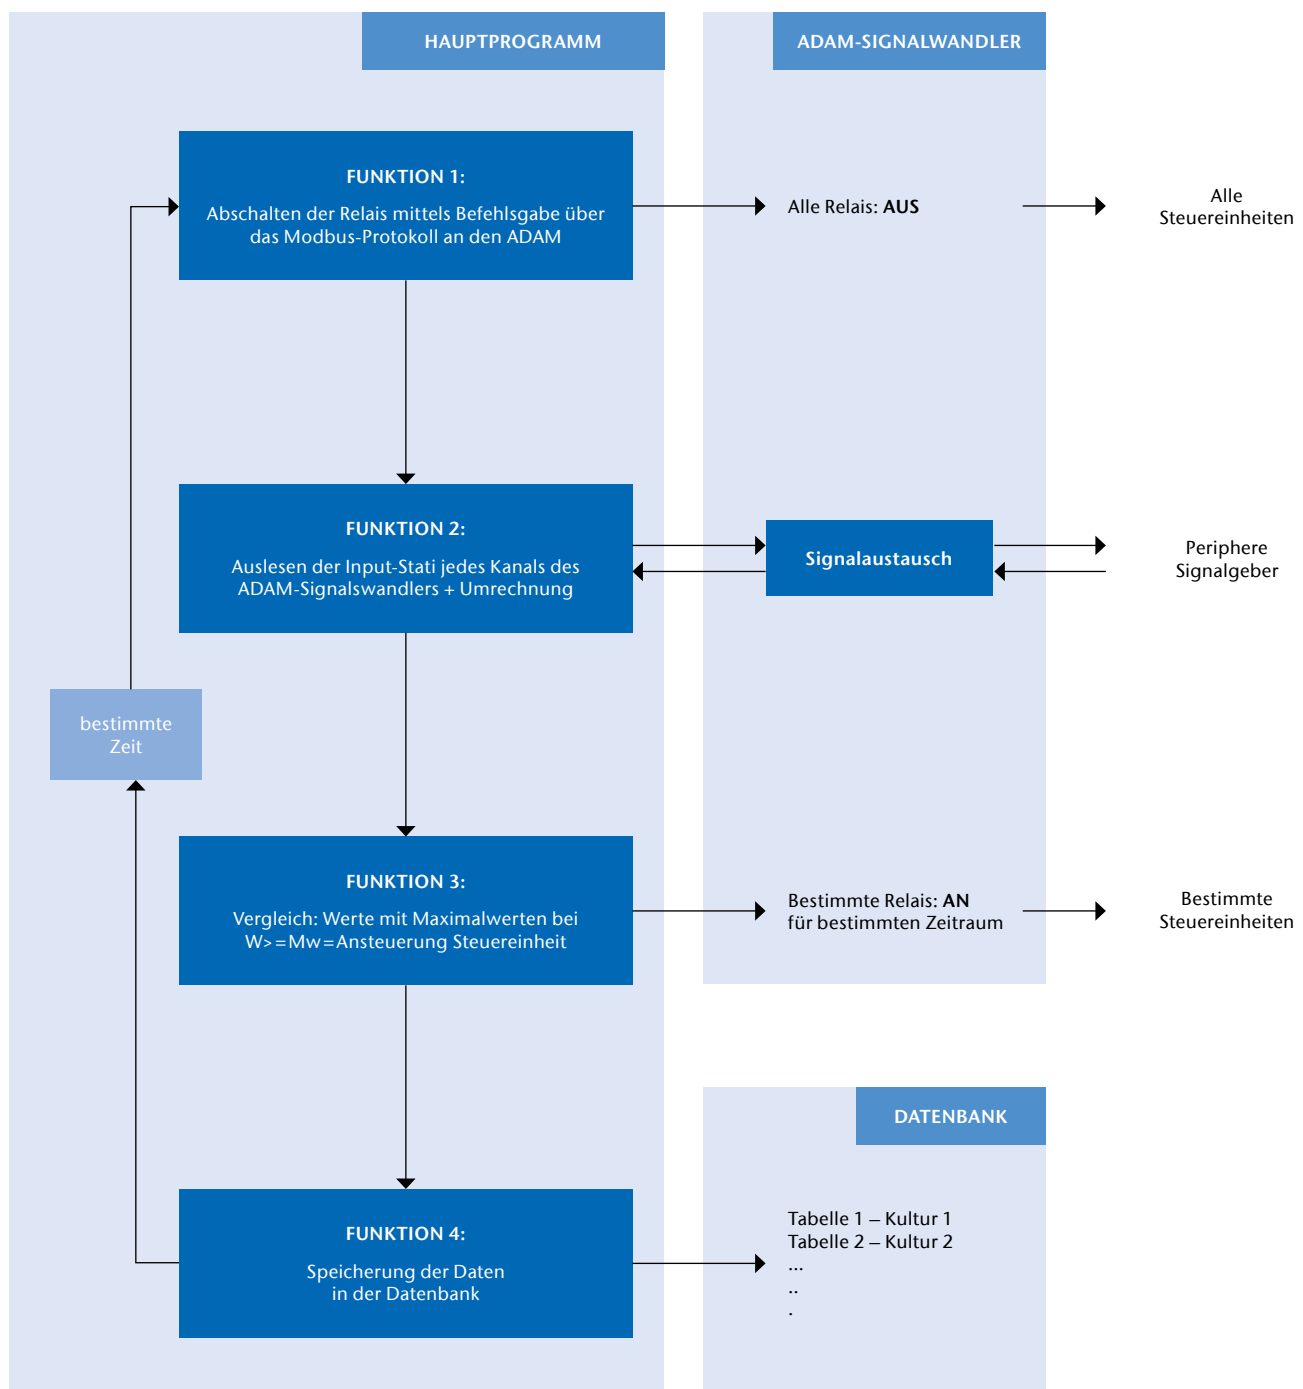 HAUPTPROGRAMM
ADAM-SIGNALWANDLER
FUNKTION 1:
Abschalten der Relais mittels Befehlsgabe über
das Modbus-Protokoll an den ADAM
Alle Relais: AUS
Alle
Steuereinheiten
FUNKTION 2:
Auslesen der Input-Stati jedes Kanals des
ADAM-Signalswandlers + Umrechnung
Signalaustausch
Periphere
Signalgeber
bestimmte
Zeit
FUNKTION 3:
Vergleich: Werte mit Maximalwerten bei
W>=Mw=Ansteuerung Steuereinheit
Bestimmte Relais: AN
für bestimmten Zeitraum
Bestimmte
Steuereinheiten
DATENBANK
FUNKTION 4:
Speicherung der Daten
in der Datenbank
Tabelle 1 – Kultur 1
Tabelle 2 – Kultur 2
...
..
.